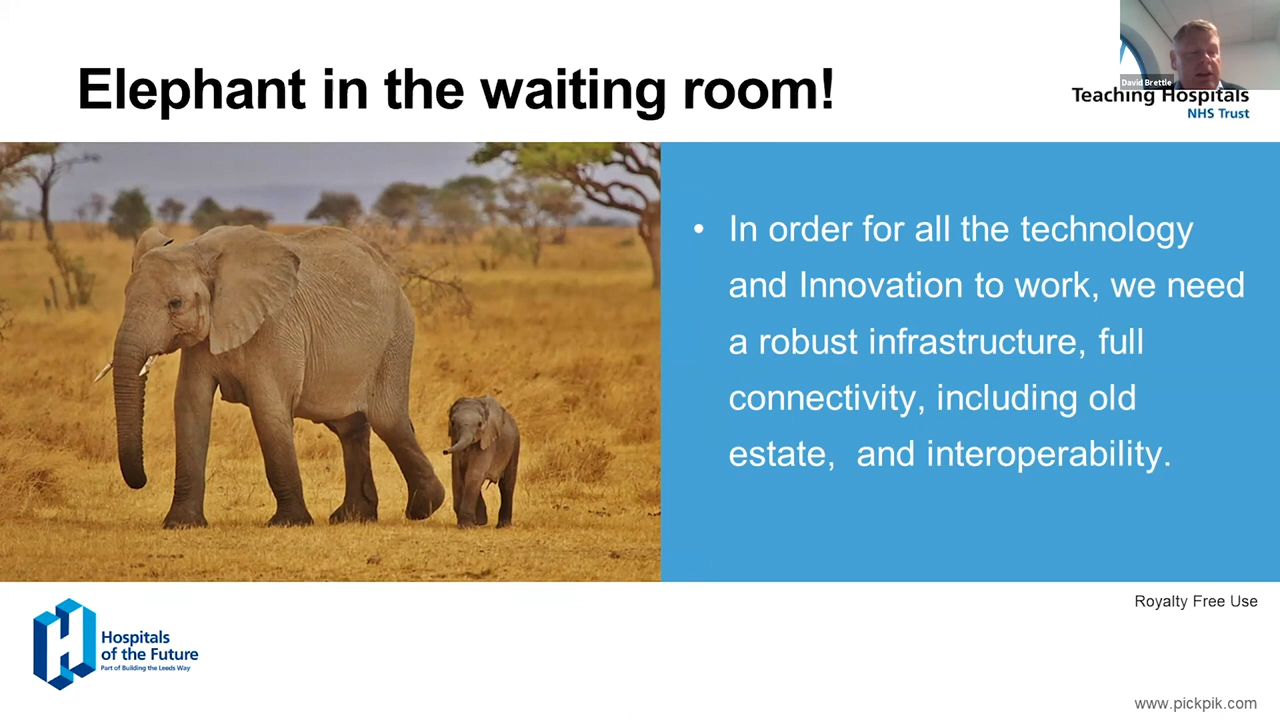 Elephant in the waiting room!
David Brettle
Teaching Hospitals
NHS Trust
• In order for all the technology
and Innovation to work, we need
a robust infrastructure, full
connectivity, including old
estate,  and interoperability.
Royalty Free Use
Hospitals
of the Future
Part of Building the Leeds Way
www.pickpik.com